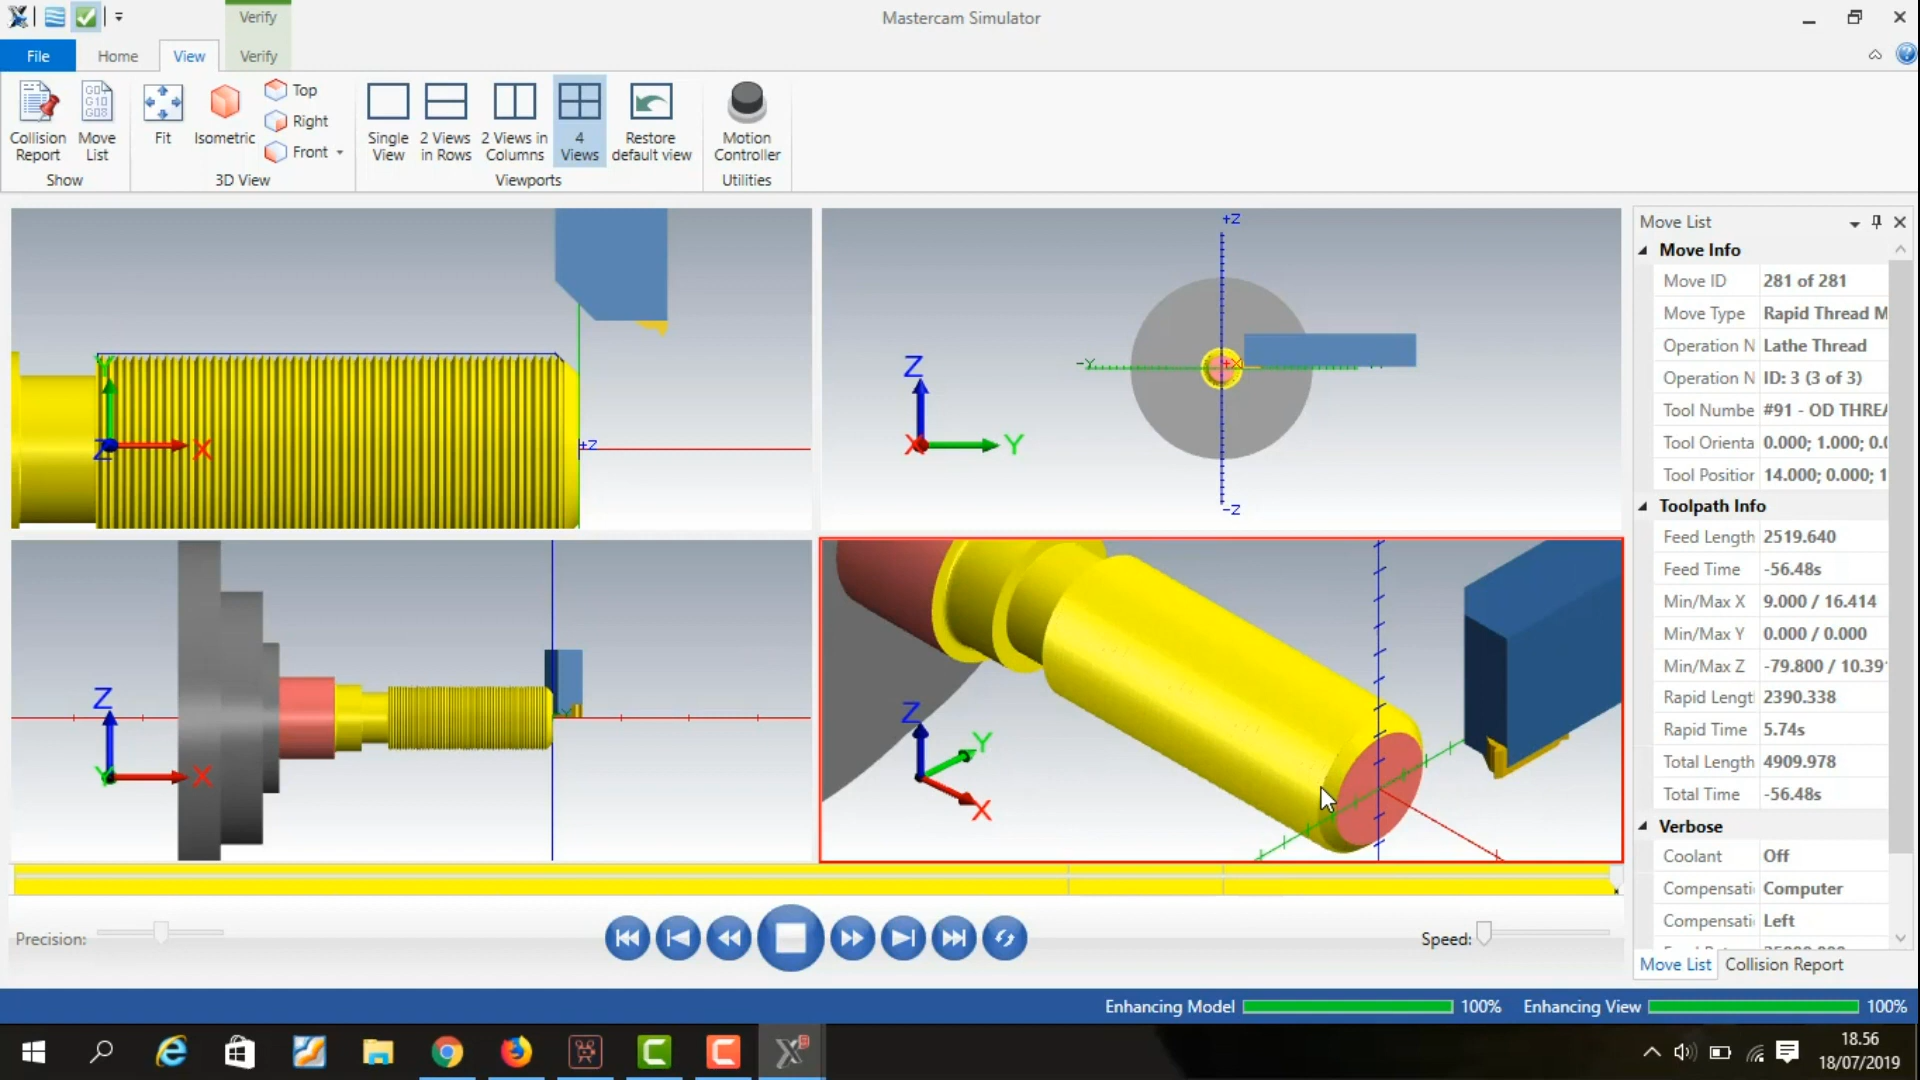 Verify
Mastercam Simulator
File
Home
View
Verify
Collision Report
Move List
Show
Fit
Isometric
Top
Right
Front
3D View
Single View
2 Views in Rows
2 Views in Columns
4 Views
Restore default view
Viewports
Motion Controller
Utilities
Y
Z
X
+Z
+Z
-Z
-Y
+X
Z
X
Y
Z
Y
X
Z
Y
X
Move List
Move Info
Move ID 281 of 281
Move Type Rapid Thread M
Operation N Lathe Thread
Operation N ID: 3 (3 of 3)
Tool Numbe #91 - OD THREA
Tool Orienta 0.000; 1.000; 0.0
Tool Position 14.000; 0.000; 1
Toolpath Info
Feed Length 2519.640
Feed Time -56.48s
Min/Max X 9.000 / 16.414
Min/Max Y 0.000 / 0.000
Min/Max Z -79.800 / 10.39
Rapid Lengt 2390.338
Rapid Time 5.74s
Total Length 4909.978
Total Time -56.48s
Verbose
Coolant Off
Compensati Computer
Compensati Left
Move List
Collision Report
Precision:
Speed:
Enhancing Model 100% Enhancing View 100%
18.56
18/07/2019